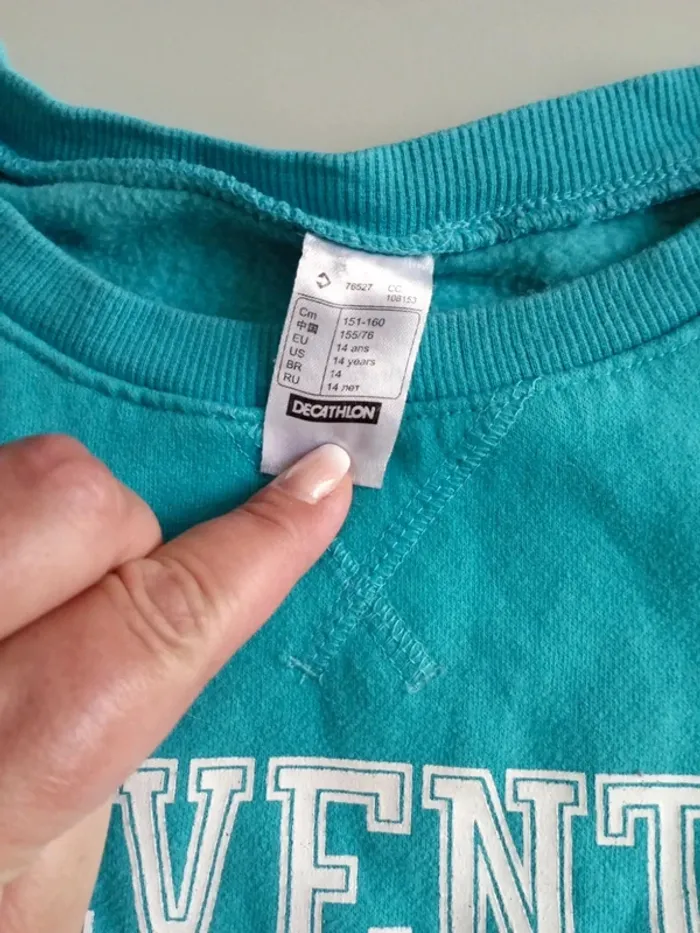 76527 CC
108153
Cm 151-160
中国 155/76
EU 14 ans
US 14 years
BR 14
RU 14 лет
DECATHLON
VENT